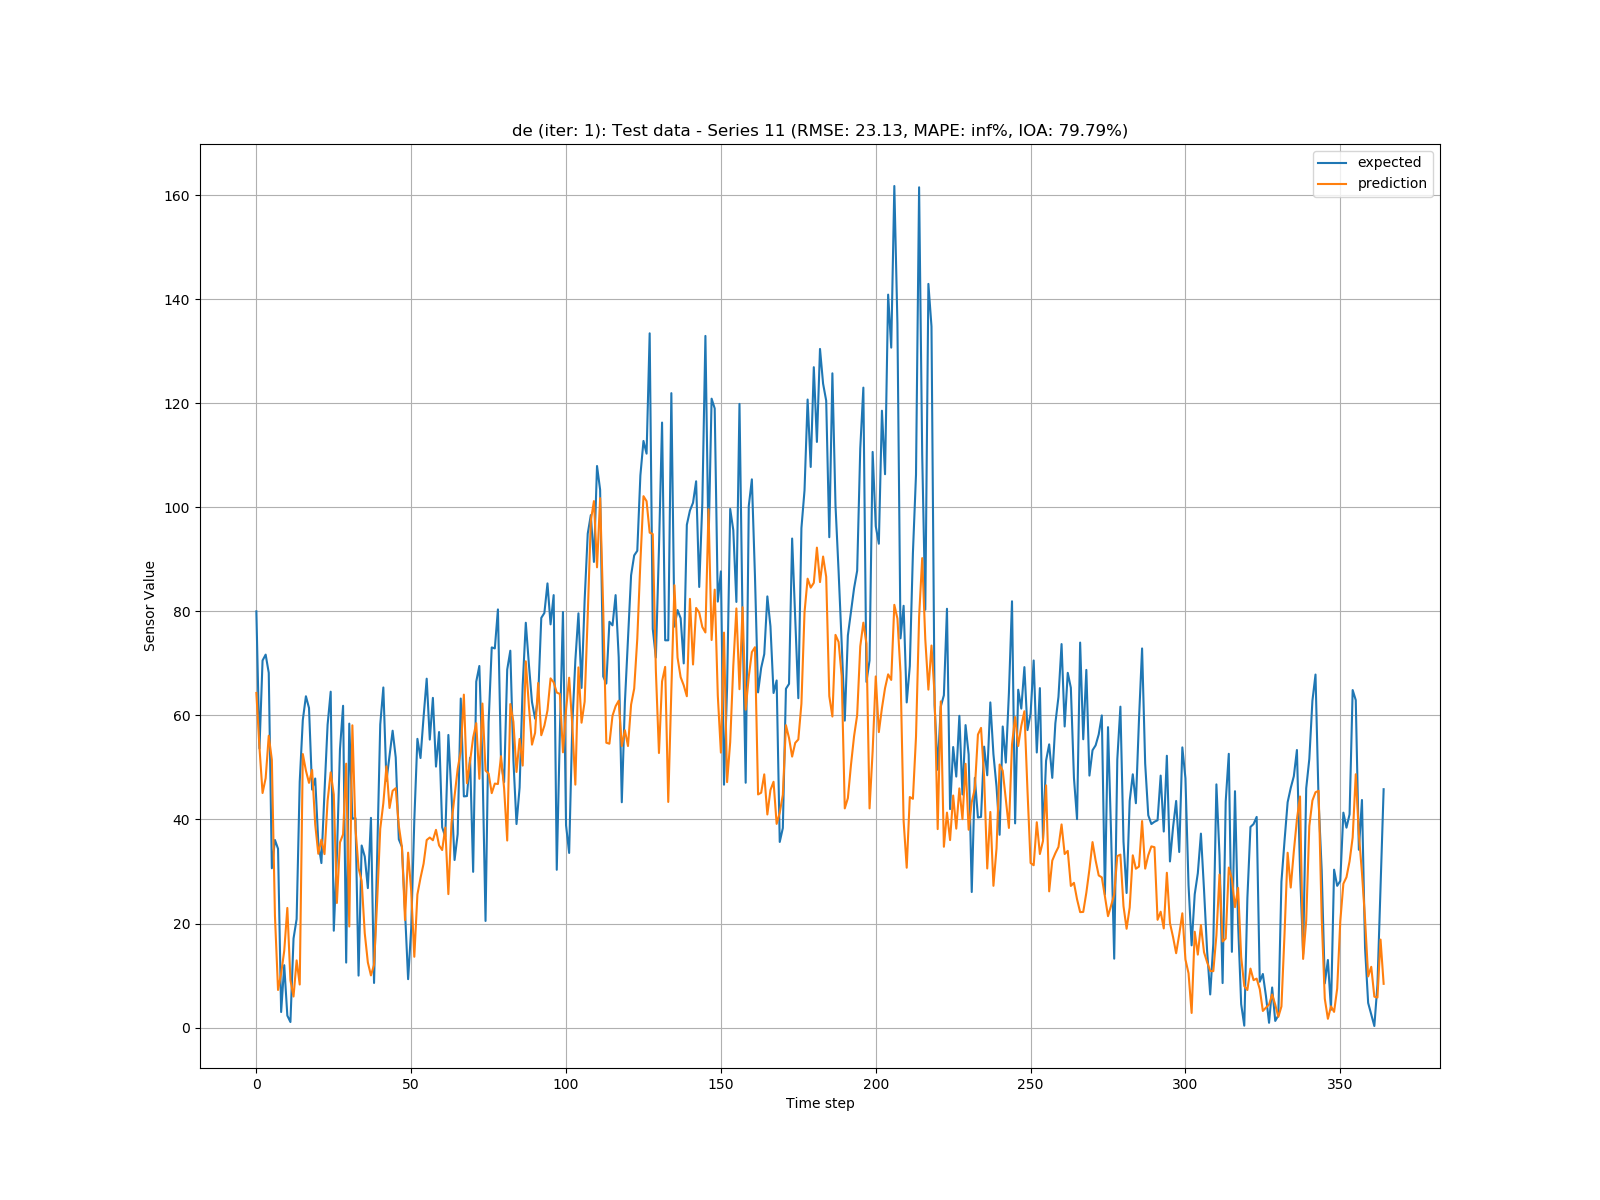 de (iter: 1): Test data - Series 11 (RMSE: 23.13, MAPE: inf%, IOA: 79.79%)
expected
prediction
Sensor Value
160
140
120
100
80
60
40
20
0
0 50 100 150 200 250 300 350
Time step